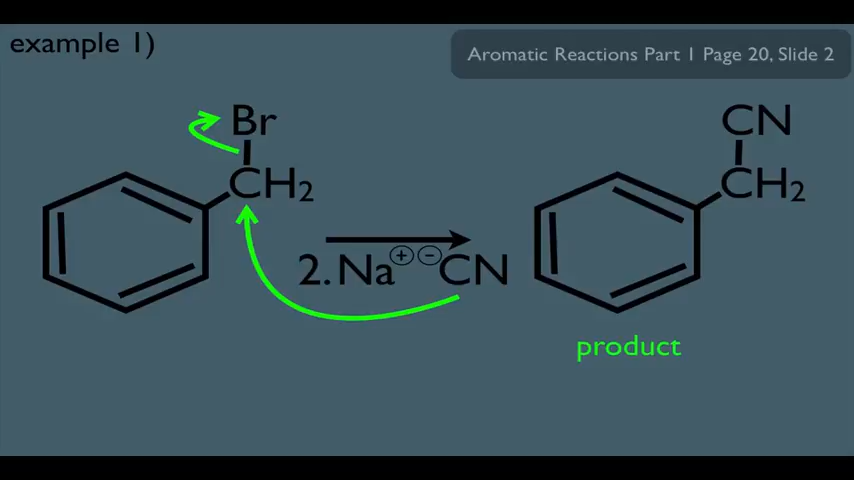 example 1)
Aromatic Reactions Part 1 Page 20, Slide 2
Br
CH₂
2. Na⊕ ⊖CN
CN
CH₂
product